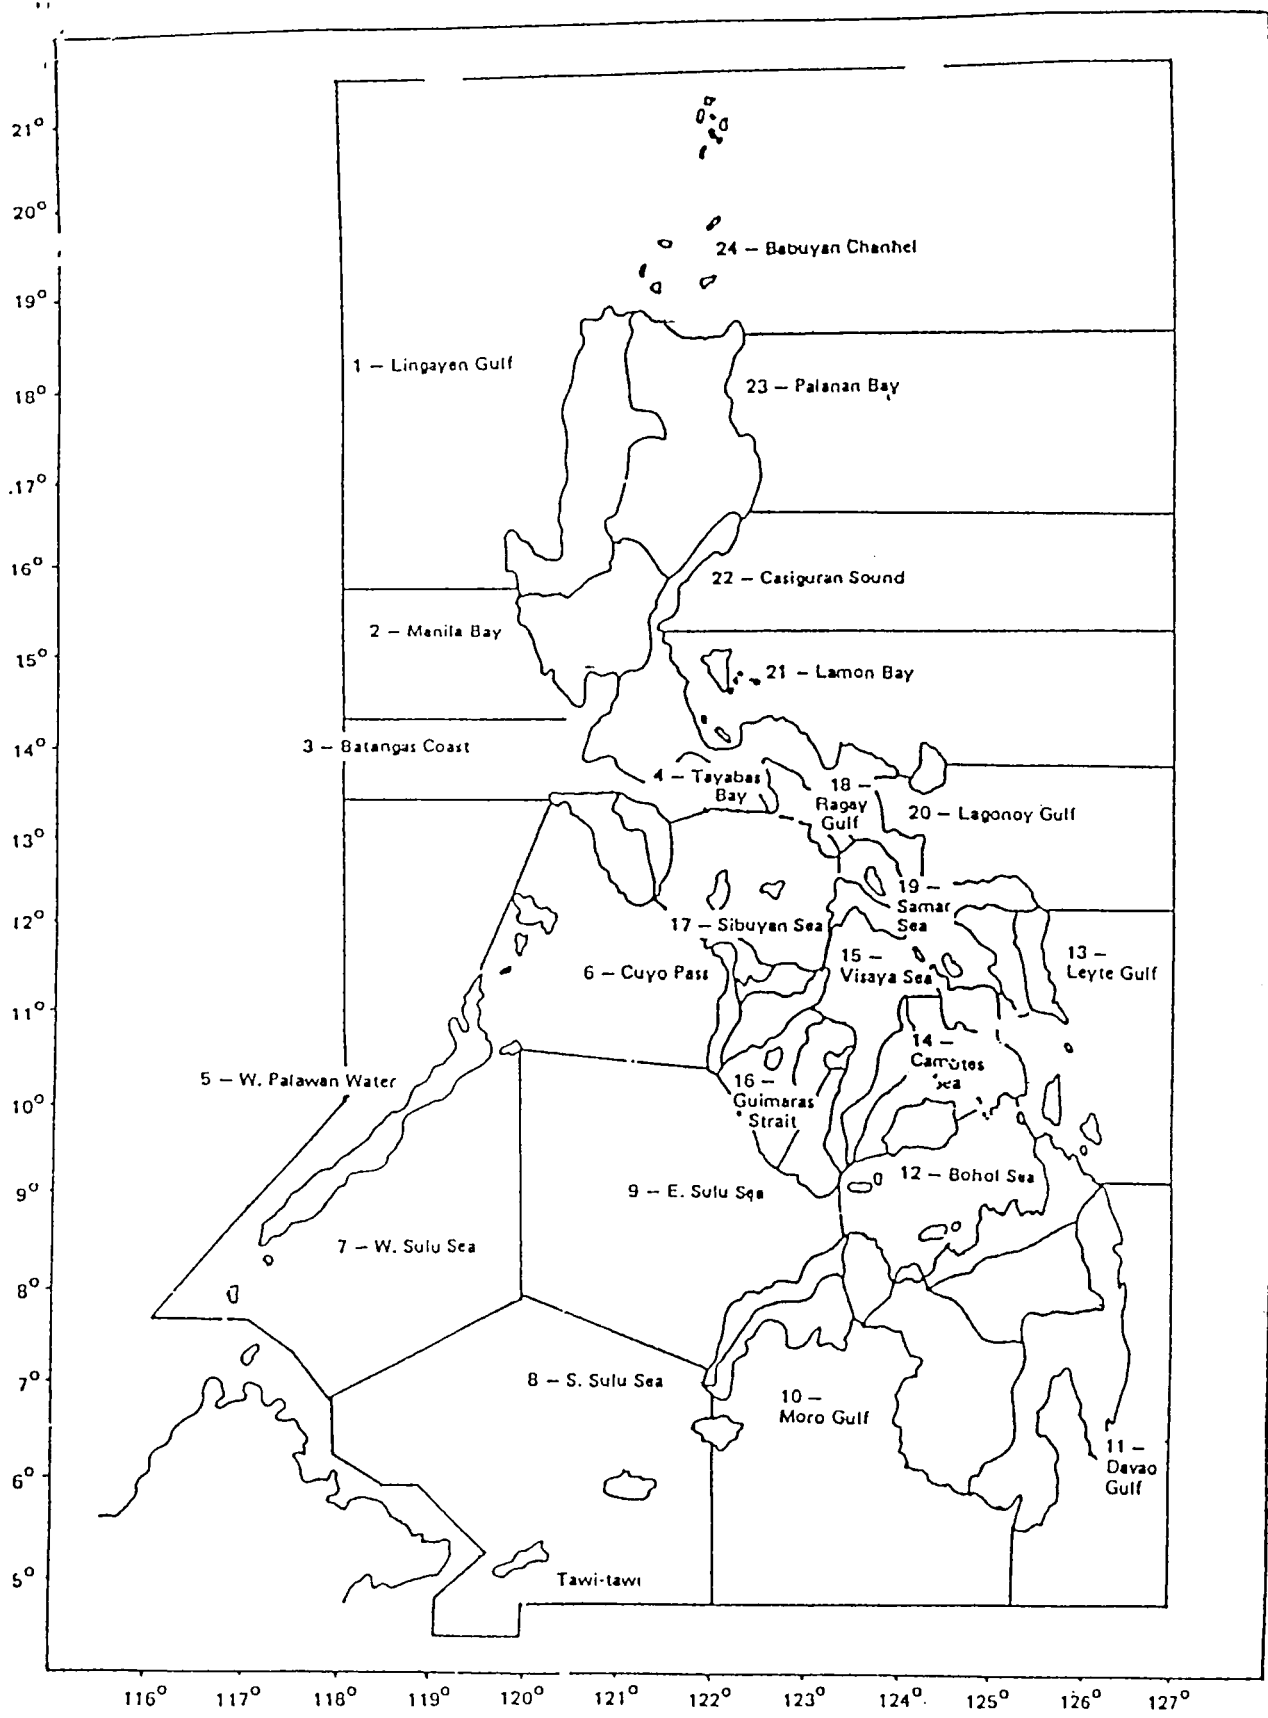 21°
20°
24 – Babuyan Chanhel
19°
1 – Lingayen Gulf
23 – Palanan Bay
18°
.17°
16°
22 – Casiguran Sound
2 – Manila Bay
15°
21 – Lamon Bay
14°
3 – Batangas Coast
4 – Tayabas
Bay
18 –
Ragay
Gulf
20 – Lagonoy Gulf
13°
19 –
Samar
Sea
12°
17 – Sibuyan Sea
6 – Cuyo Pass
15 –
Visaya Sea
13 –
Leyte Gulf
11°
14 –
Camotes
Sea
5 – W. Palawan Water
16 –
Guimaras
Strait
10°
9°
9 – E. Sulu Sea
12 – Bohol Sea
7 – W. Sulu Sea
8°
7°
8 – S. Sulu Sea
10 –
Moro Gulf
11 –
Davao
Gulf
6°
5°
Tawi-tawi
116° 117° 118° 119° 120° 121° 122° 123° 124° 125° 126° 127°